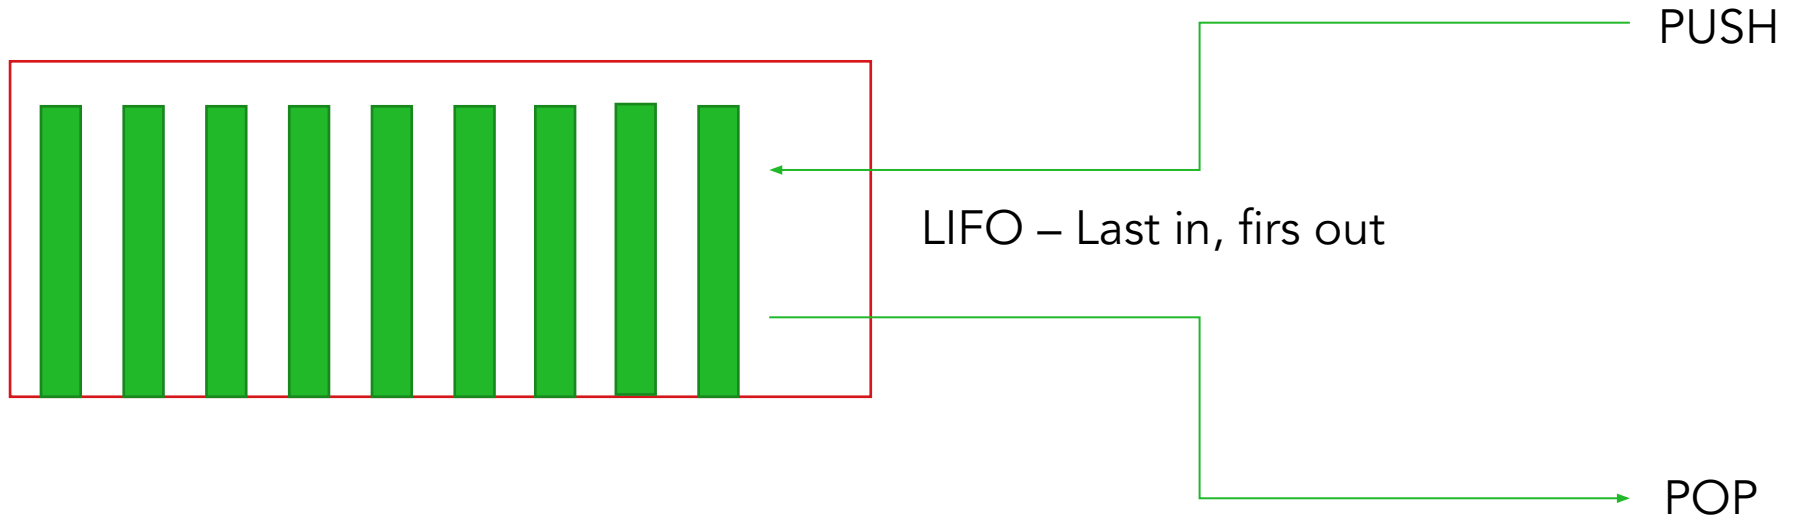 PUSH
LIFO – Last in, firs out
POP